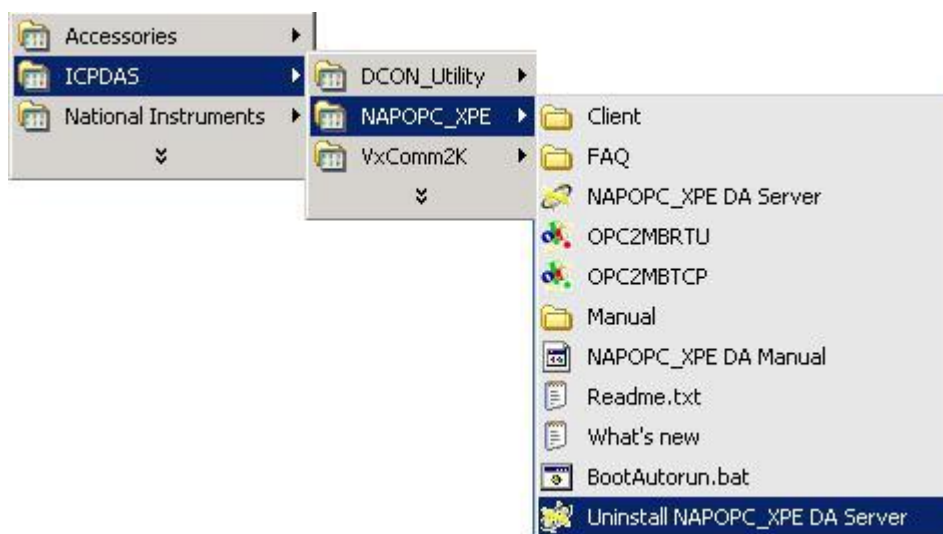 Accessories
ICPDAS
National Instruments
DCON_Utility
NAPOPC_XPE
VxComm2K
Client
FAQ
NAPOPC_XPE DA Server
OPC2MBRTU
OPC2MBTCP
Manual
NAPOPC_XPE DA Manual
Readme.txt
What's new
BootAutorun.bat
Uninstall NAPOPC_XPE DA Server